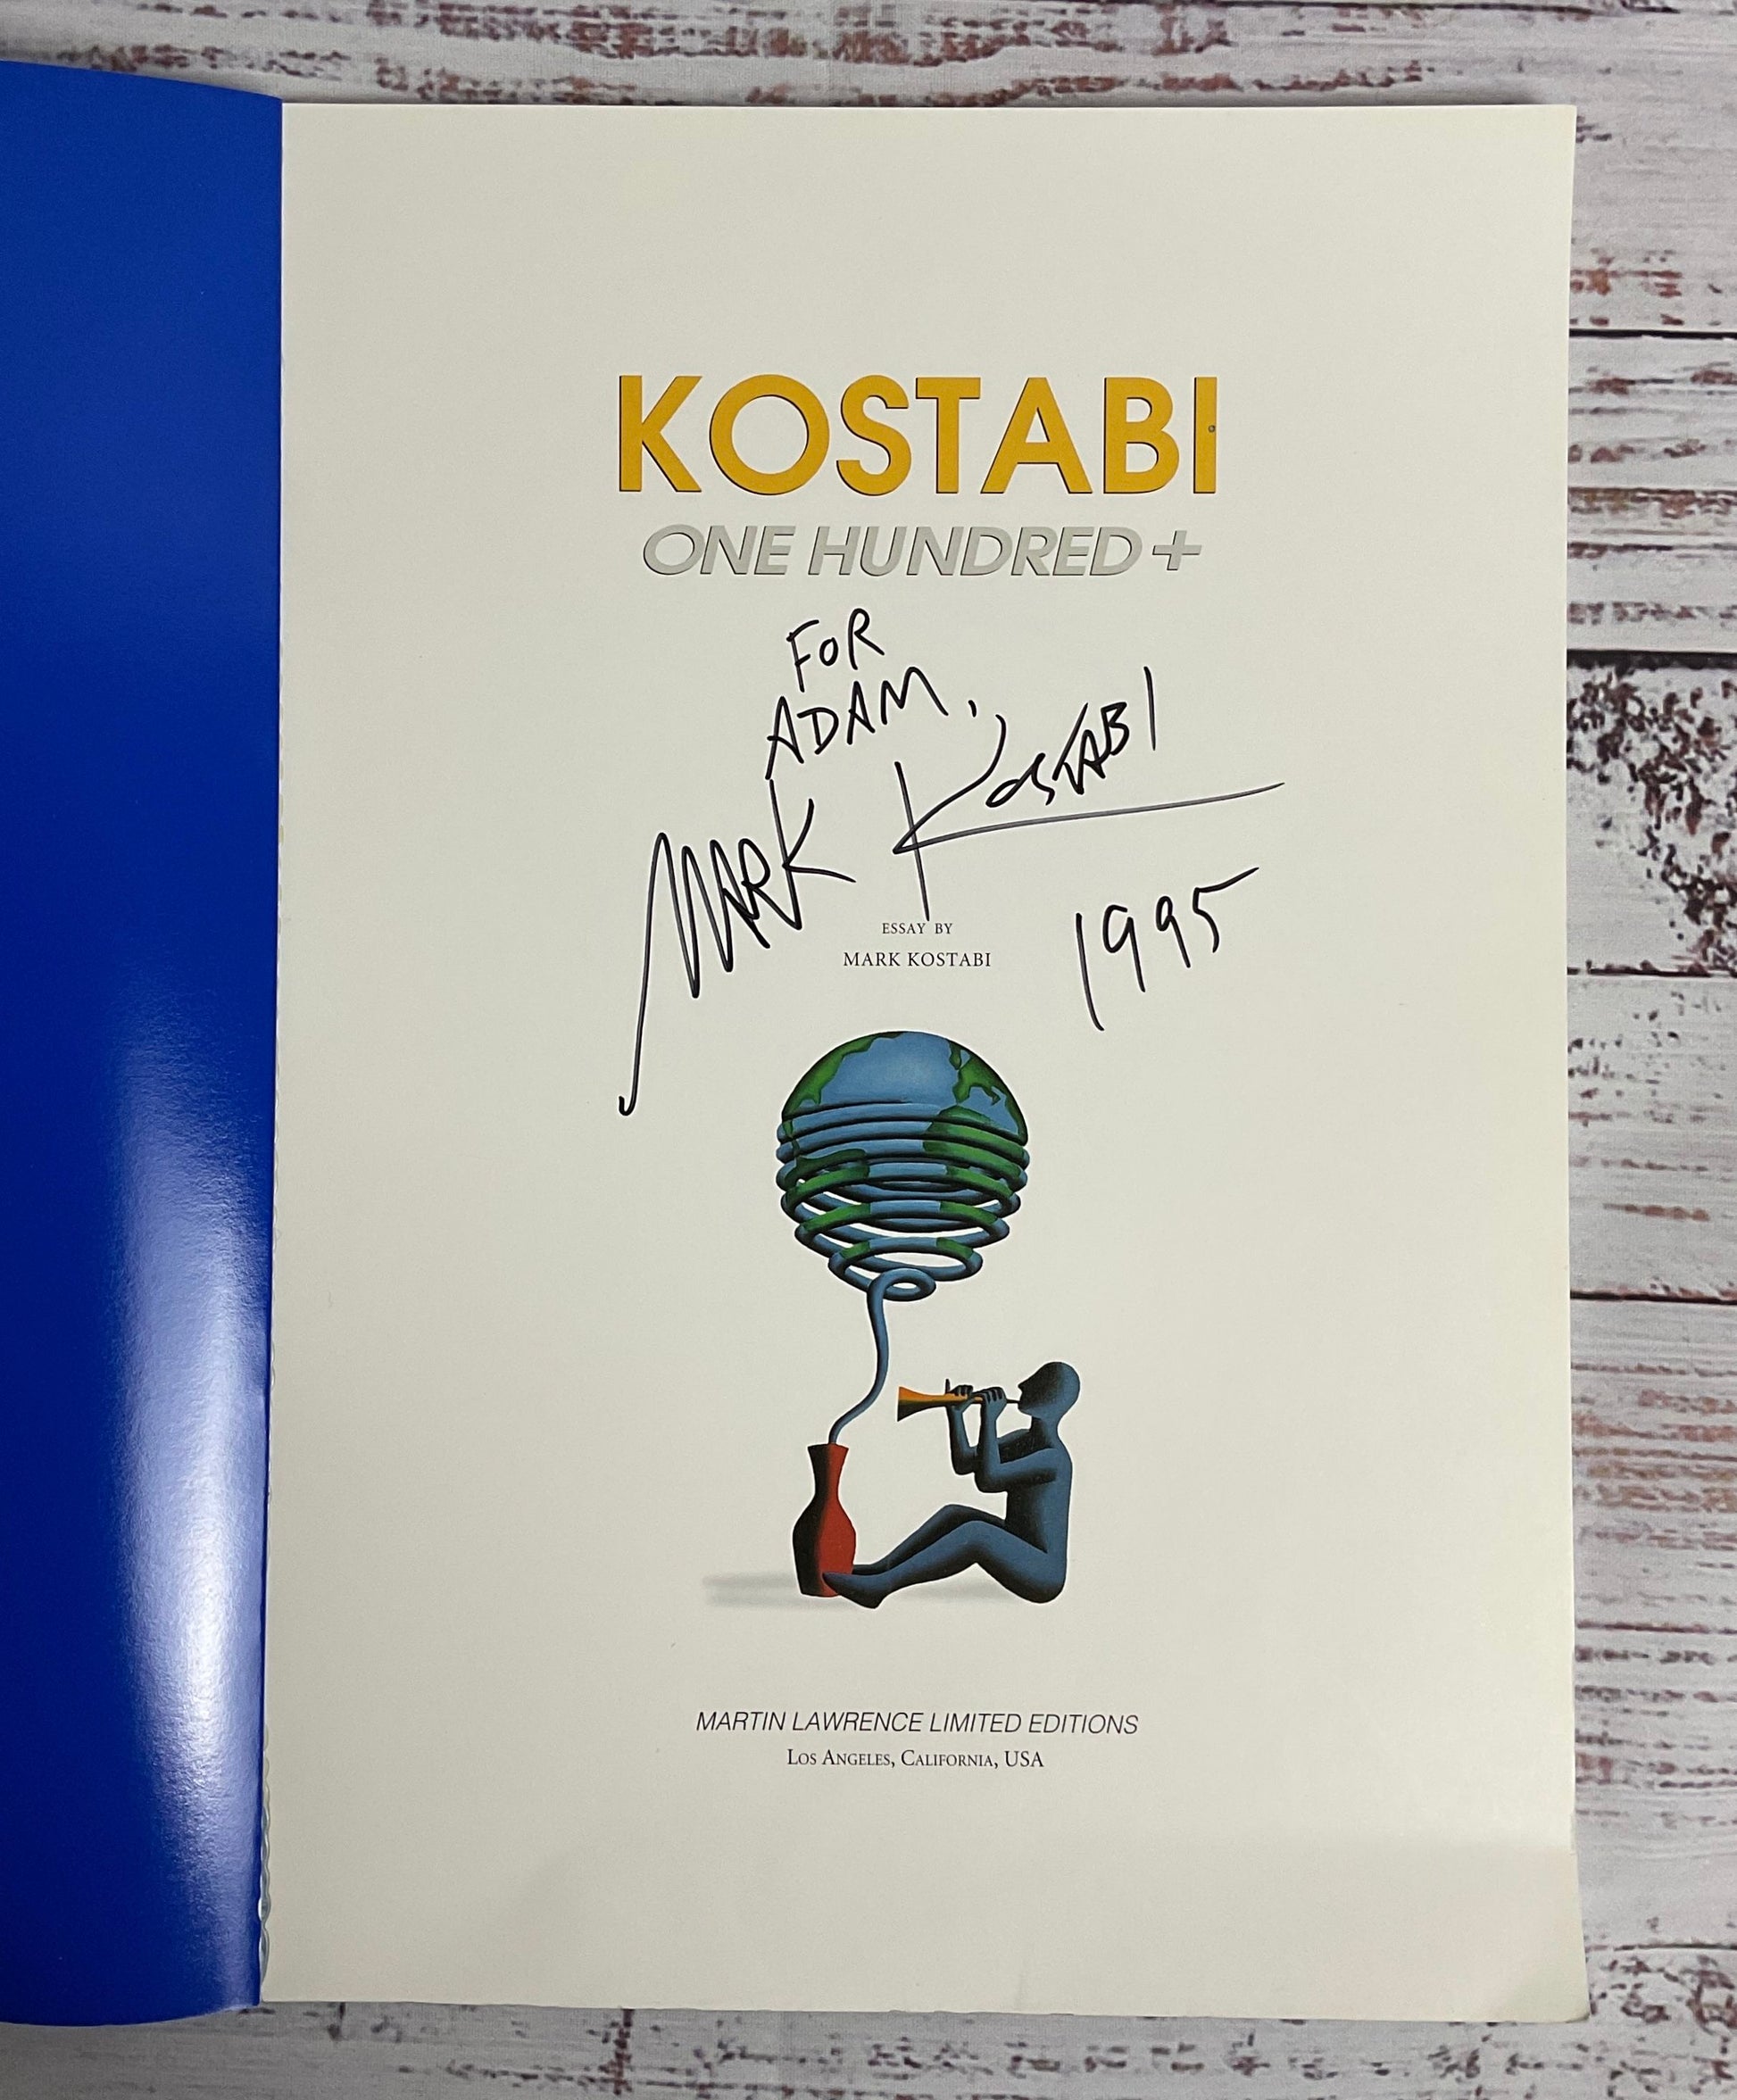 KOSTABI
ONE HUNDRED +
FOR
ADAM,
MARK KOSTABI
1995
ESSAY BY
MARK KOSTABI
MARTIN LAWRENCE LIMITED EDITIONS
LOS ANGELES, CALIFORNIA, USA